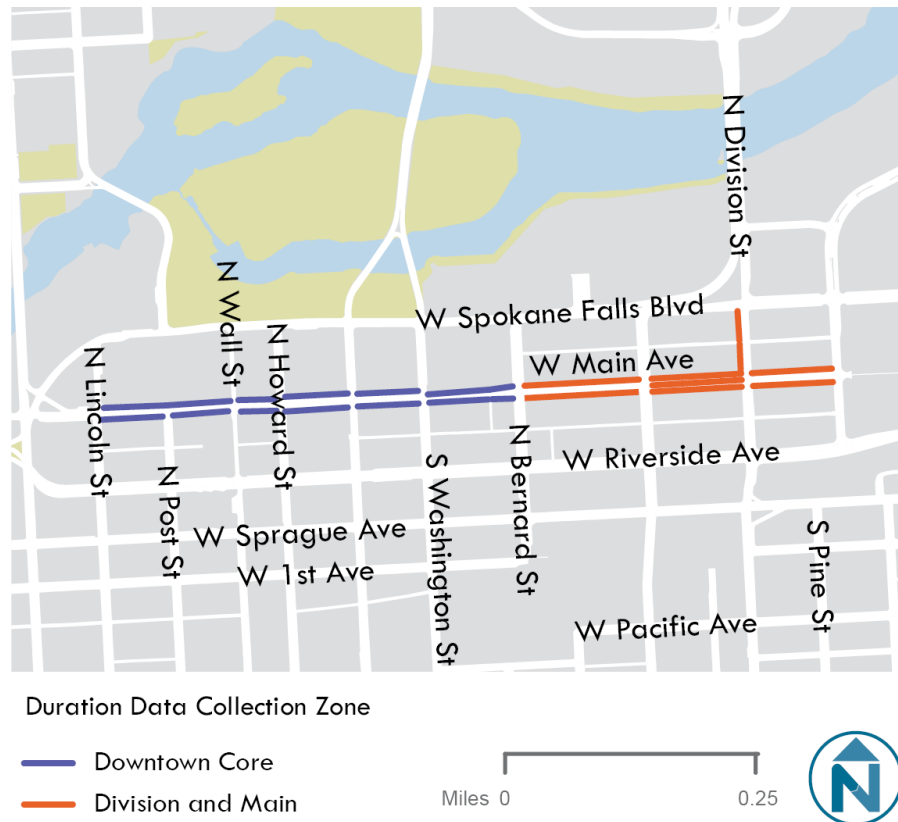 N Division St
N Wall St
W Spokane Falls Blvd
N Howard St
W Main Ave
N Lincoln St
N Bernard St
W Riverside Ave
S Washington St
N Post St
S Pine St
W Sprague Ave
W 1st Ave
W Pacific Ave
Duration Data Collection Zone
Downtown Core
Division and Main
Miles 0 0.25
N